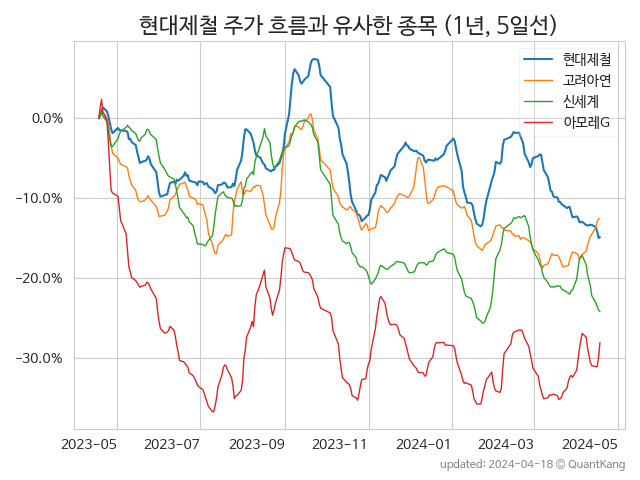 현대제철 주가 흐름과 유사한 종목 (1년, 5일선)
현대제철
고려아연
신세계
아모레G
0.0%
−10.0%
−20.0%
−30.0%
2023-05 2023-07 2023-09 2023-11 2024-01 2024-03 2024-05
updated: 2024-04-18 © QuantKang